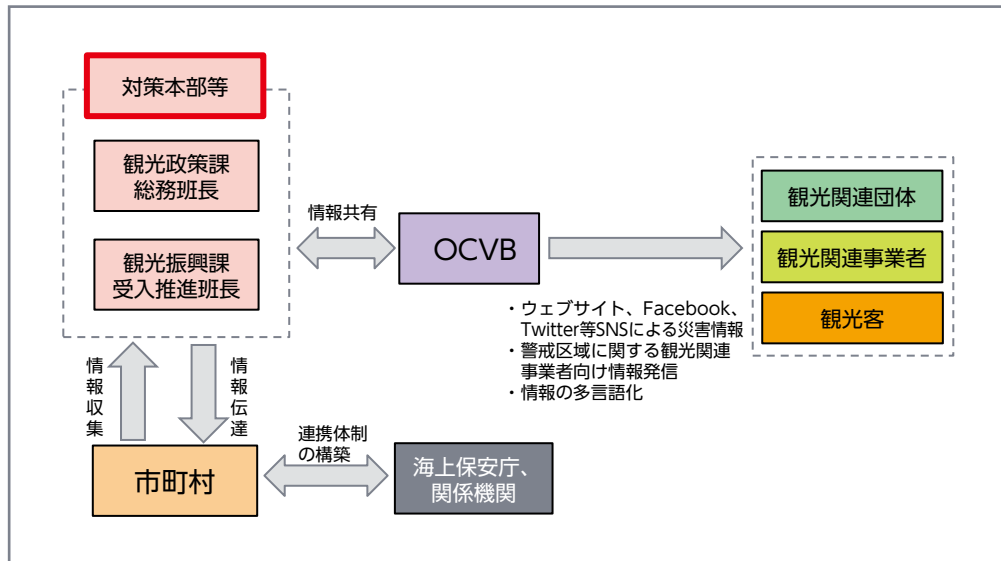 対策本部等
観光政策課
総務班長
観光振興課
受入推進班長
情報共有
OCVB
観光関連団体
観光関連事業者
観光客
・ウェブサイト、Facebook、
Twitter等SNSによる災害情報
・警戒区域に関する観光関連
事業者向け情報発信
・情報の多言語化
情報収集
情報伝達
市町村
連携体制
の構築
海上保安庁、
関係機関